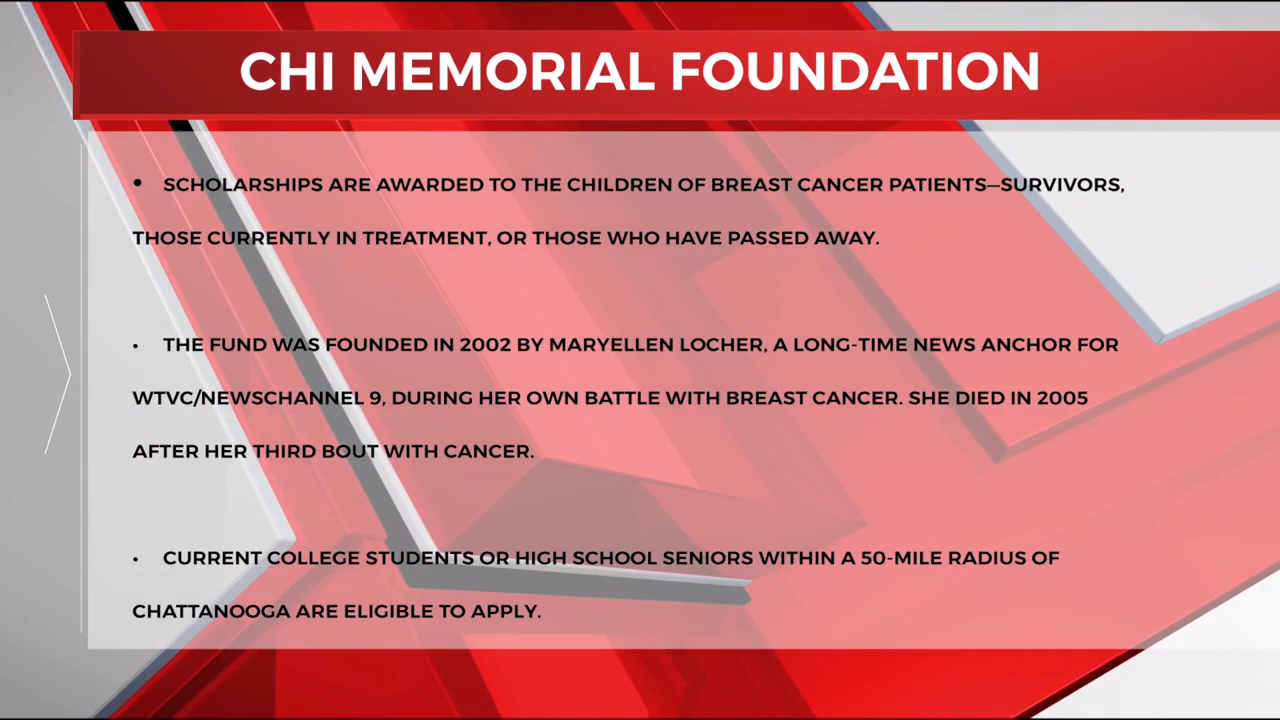 CHI MEMORIAL FOUNDATION
• SCHOLARSHIPS ARE AWARDED TO THE CHILDREN OF BREAST CANCER PATIENTS—SURVIVORS,
THOSE CURRENTLY IN TREATMENT, OR THOSE WHO HAVE PASSED AWAY.
• THE FUND WAS FOUNDED IN 2002 BY MARYELLEN LOCHER, A LONG-TIME NEWS ANCHOR FOR
WTVC/NEWSCHANNEL 9, DURING HER OWN BATTLE WITH BREAST CANCER. SHE DIED IN 2005
AFTER HER THIRD BOUT WITH CANCER.
• CURRENT COLLEGE STUDENTS OR HIGH SCHOOL SENIORS WITHIN A 50-MILE RADIUS OF
CHATTANOOGA ARE ELIGIBLE TO APPLY.